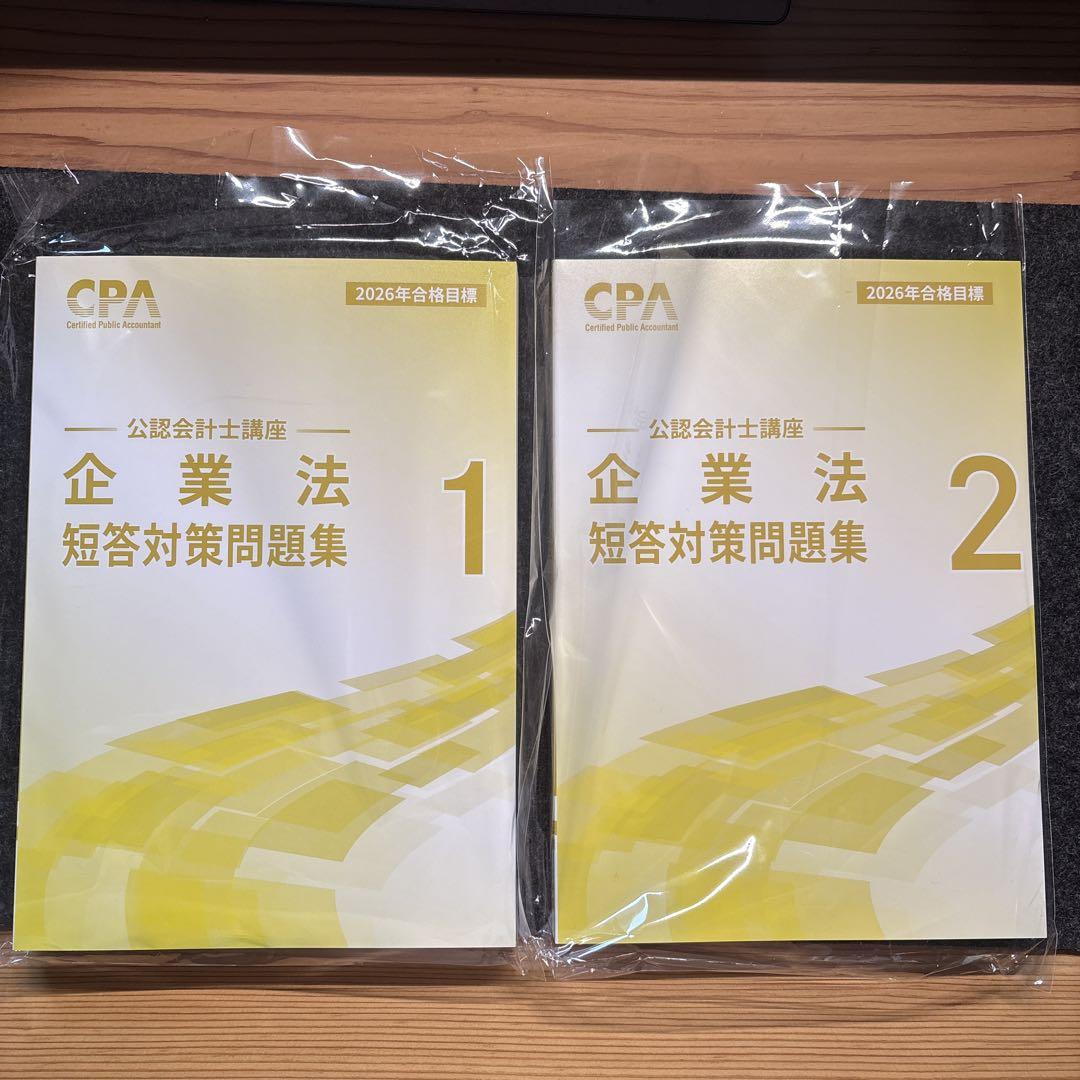 CPA
Certified Public Accountant
2026年合格目標
公認会計士講座
企業法
短答対策問題集
1
CPA
Certified Public Accountant
2026年合格目標
公認会計士講座
企業法
短答対策問題集
2